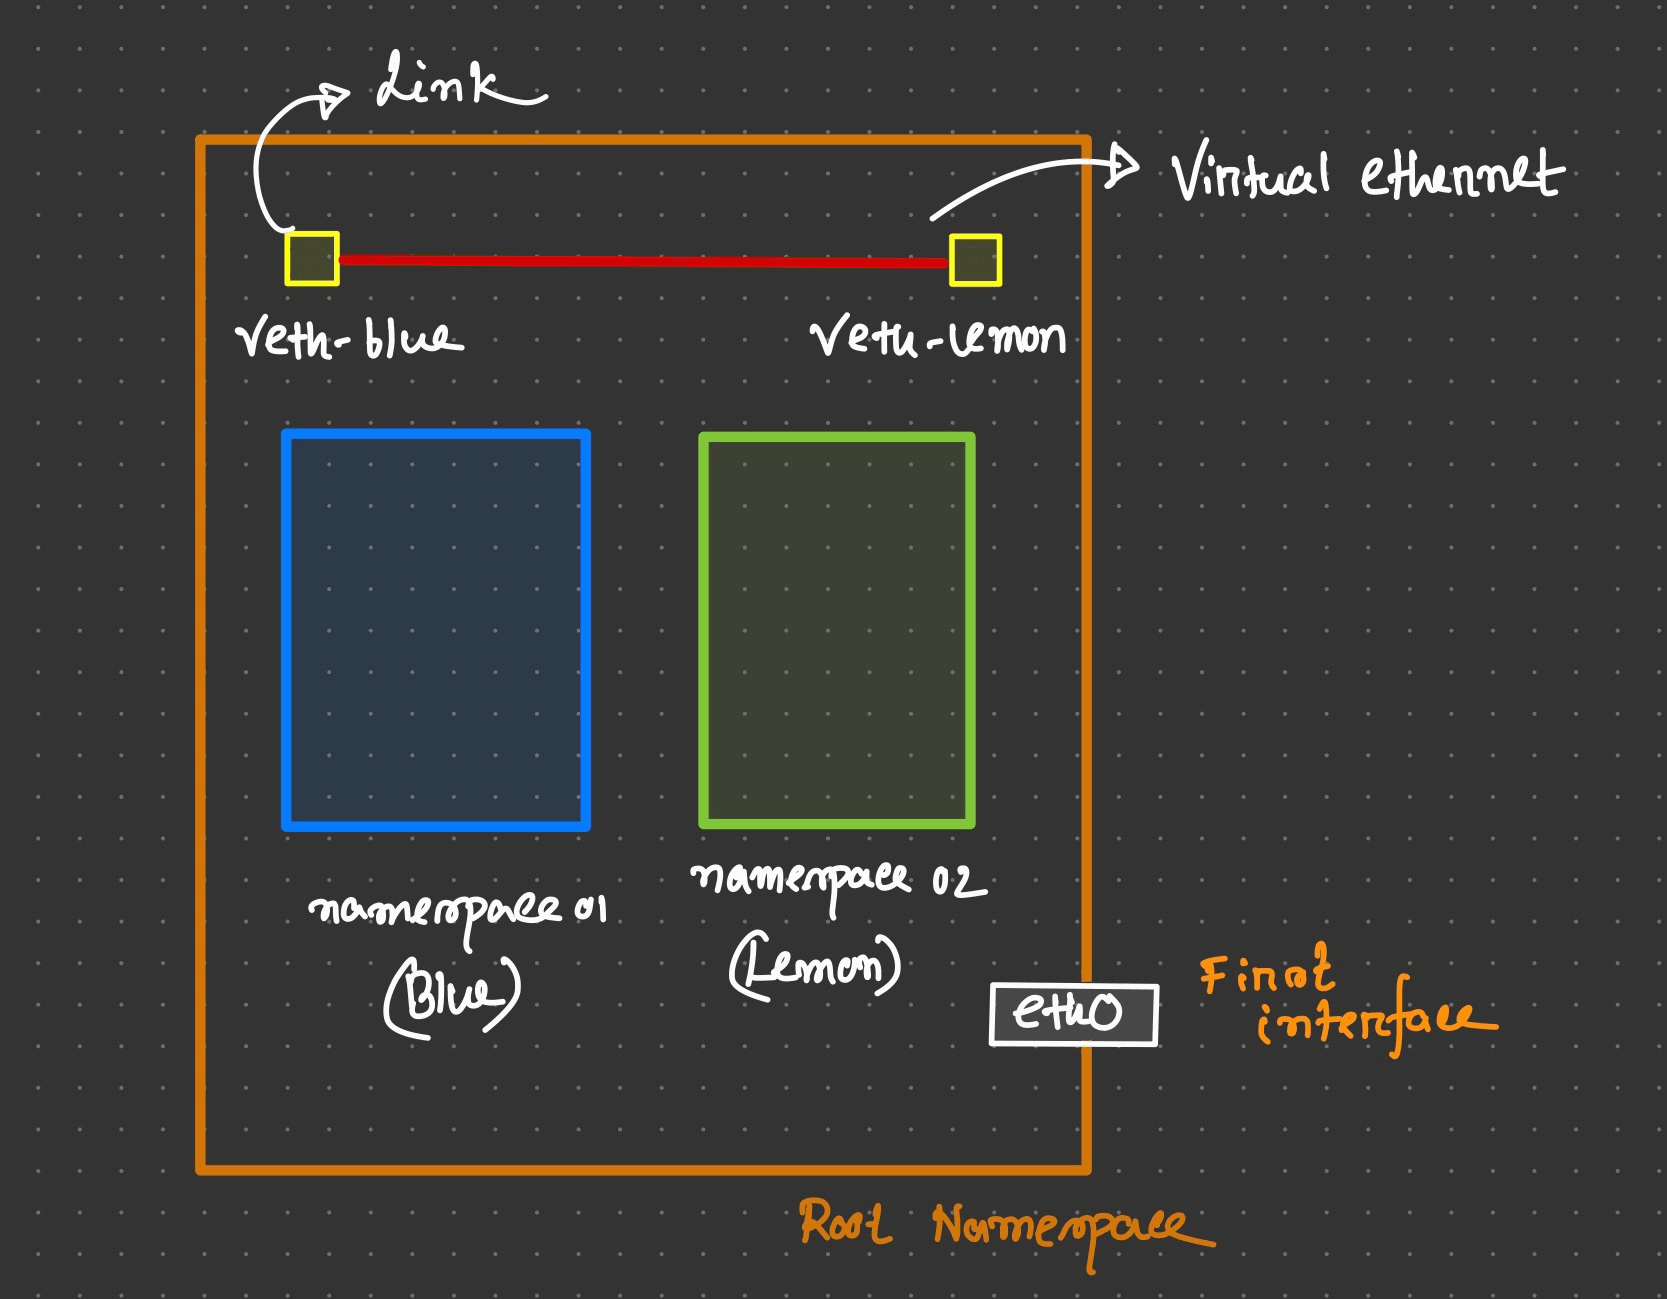 Link
Virtual ethernet
Veth-blue
Veth-lemon
namespace 01
(Blue)
namespace 02
(Lemon)
eth0
First
interface
Root Namespace